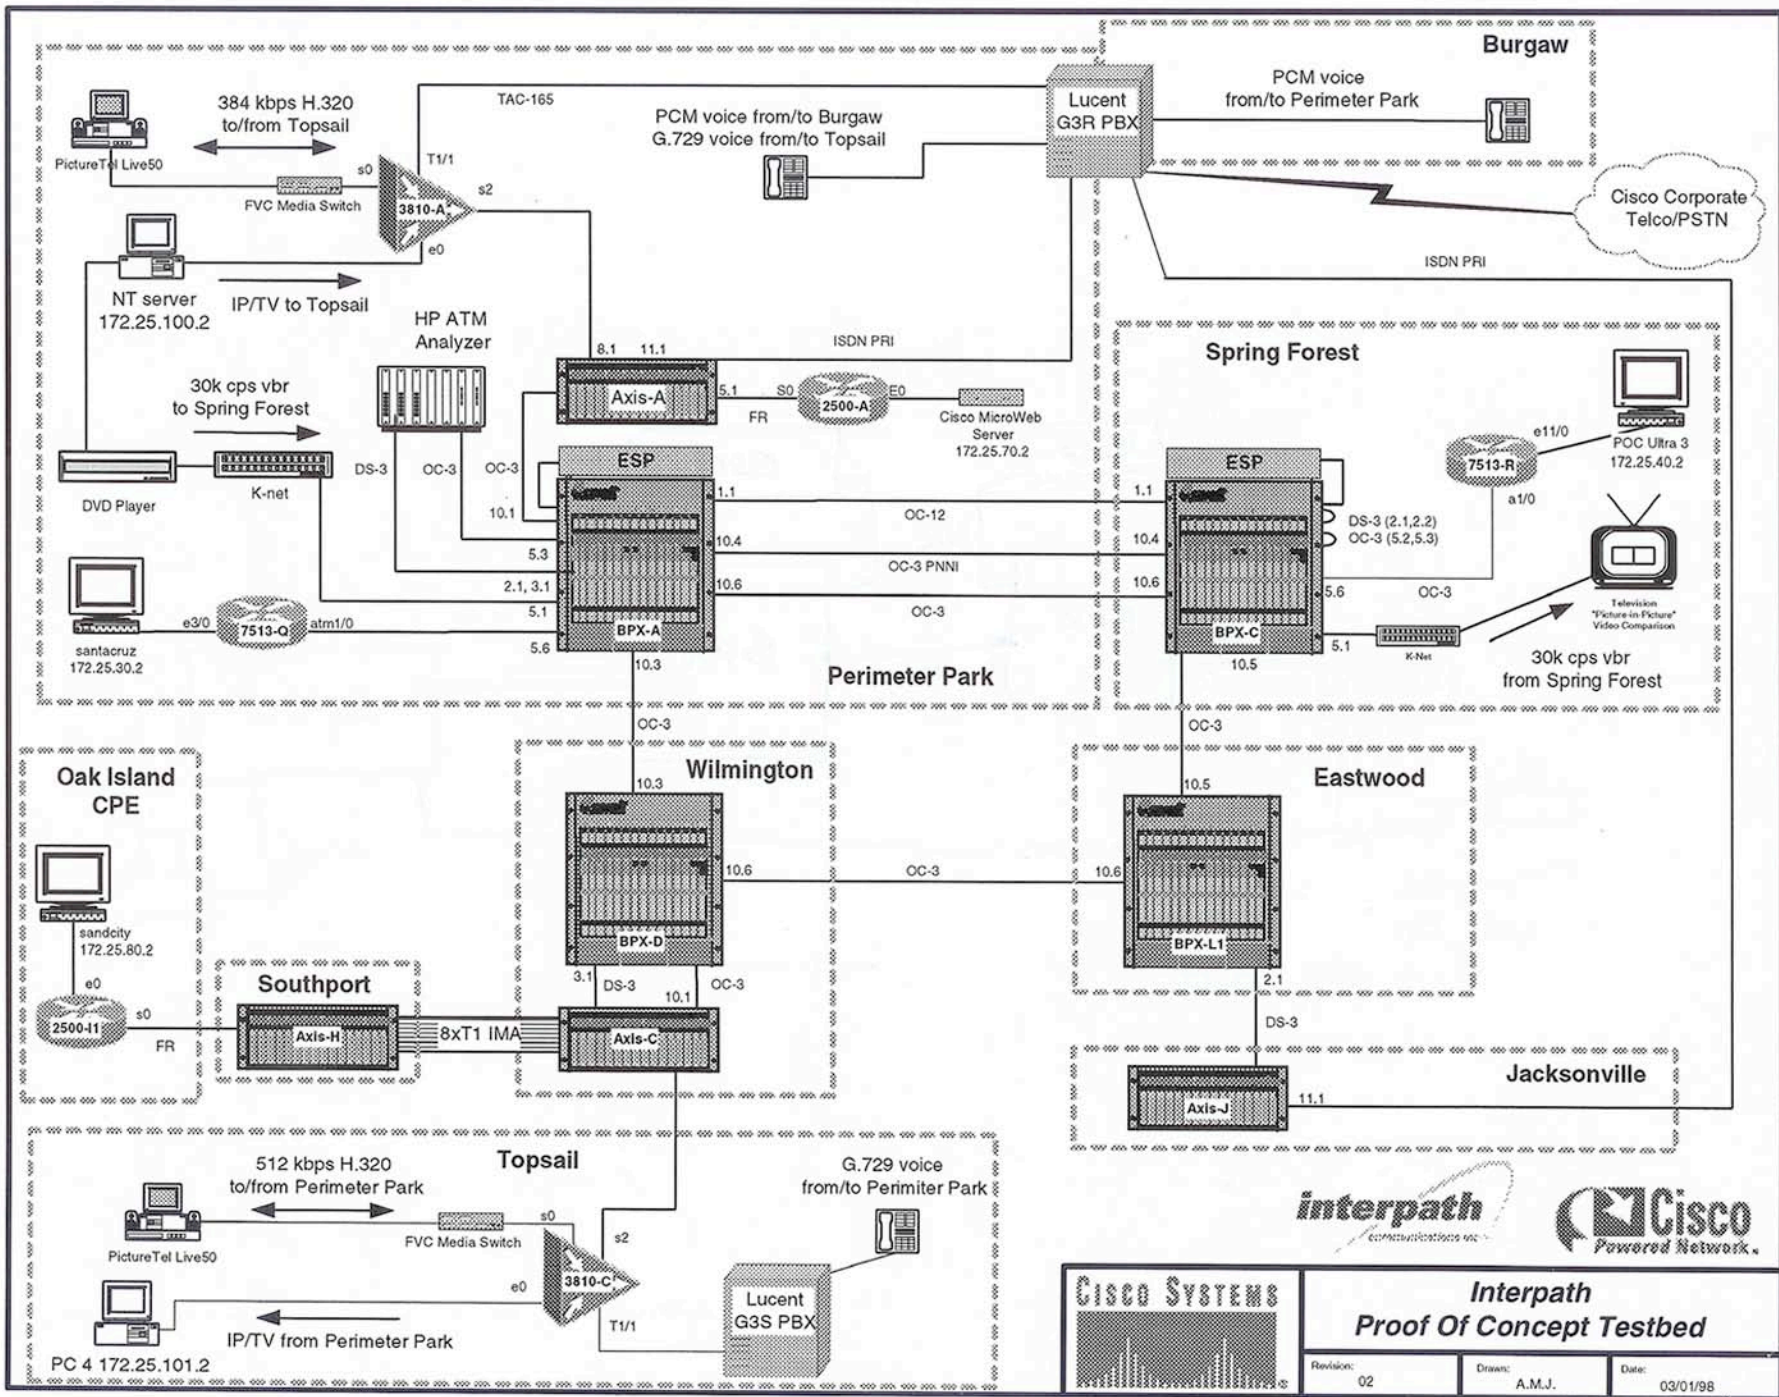 Burgaw
PCM voice
from/to Perimeter Park
Lucent
G3R PBX
TAC-165
PCM voice from/to Burgaw
G.729 voice from/to Topsail
384 kbps H.320
to/from Topsail
PictureTel Live50
T1/1
s0
s2
FVC Media Switch
3810-A
e0
Cisco Corporate
Telco/PSTN
ISDN PRI
NT server
172.25.100.2
IP/TV to Topsail
HP ATM
Analyzer
8.1
11.1
ISDN PRI
Axis-A
5.1
FR
S0
2500-A
E0
Cisco MicroWeb
Server
172.25.70.2
30k cps vbr
to Spring Forest
DVD Player
K-net
DS-3
OC-3
OC-3
ESP
10.1
5.3
2.1, 3.1
5.1
5.6
BPX-A
1.1
10.4
10.6
10.3
OC-12
OC-3 PNNI
OC-3
santacruz
172.25.30.2
e3/0
7513-Q
atm1/0
Perimeter Park
Spring Forest
ESP
1.1
10.4
10.6
DS-3 (2.1,2.2)
OC-3 (5.2,5.3)
BPX-C
5.6
OC-3
5.1
10.5
7513-R
e11/0
a1/0
POC Ultra 3
172.25.40.2
Television
"Picture-in-Picture"
Video Comparison
K-Net
30k cps vbr
from Spring Forest
OC-3
OC-3
Oak Island
CPE
sandcity
172.25.80.2
e0
2500-I1
s0
FR
Southport
Axis-H
8xT1 IMA
Wilmington
10.3
10.6
BPX-D
3.1
DS-3
10.1
OC-3
Axis-C
OC-3
Eastwood
10.5
10.6
BPX-L1
2.1
DS-3
Jacksonville
Axis-J
11.1
Topsail
512 kbps H.320
to/from Perimeter Park
PictureTel Live50
FVC Media Switch
s0
s2
3810-C
e0
T1/1
IP/TV from Perimeter Park
PC 4 172.25.101.2
G.729 voice
from/to Perimiter Park
Lucent
G3S PBX
interpath
communications inc
Cisco
Powered Network
CISCO SYSTEMS
Interpath
Proof Of Concept Testbed
Revision:
02
Drawn:
A.M.J.
Date:
03/01/98